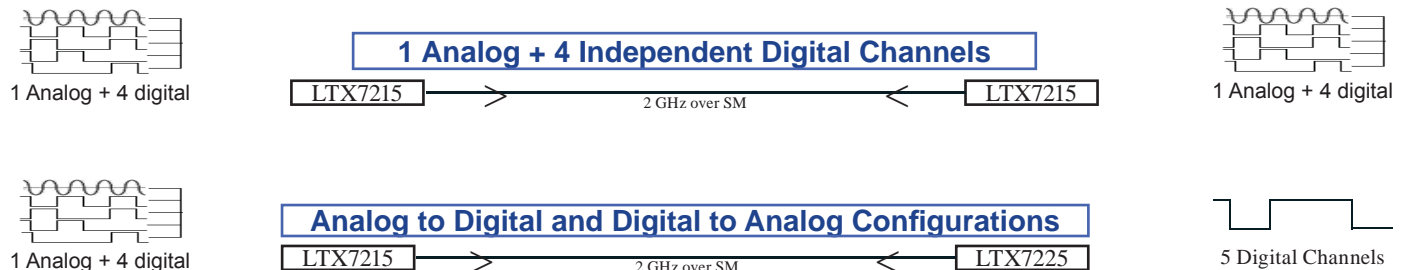 1 Analog + 4 Independent Digital Channels
1 Analog + 4 digital
LTX7215
2 GHz over SM
LTX7215
1 Analog + 4 digital
Analog to Digital and Digital to Analog Configurations
1 Analog + 4 digital
LTX7215
2 GHz over SM
LTX7225
5 Digital Channels